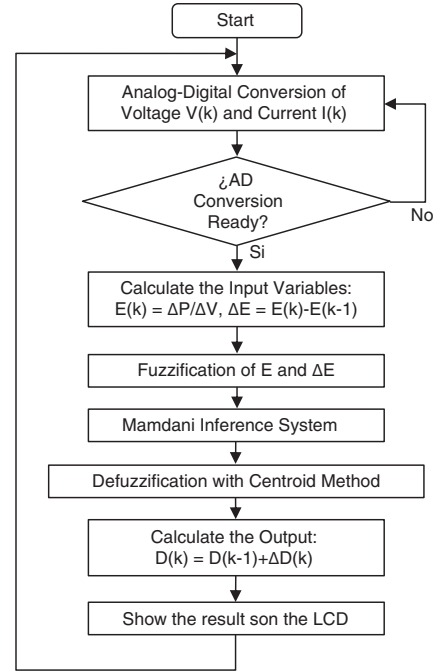 Start
Analog-Digital Conversion of
Voltage V(k) and Current I(k)
¿AD
Conversion
Ready?
No
Si
Calculate the Input Variables:
E(k) = ΔP/ΔV, ΔE = E(k)-E(k-1)
Fuzzification of E and ΔE
Mamdani Inference System
Defuzzification with Centroid Method
Calculate the Output:
D(k) = D(k-1)+ΔD(k)
Show the result son the LCD